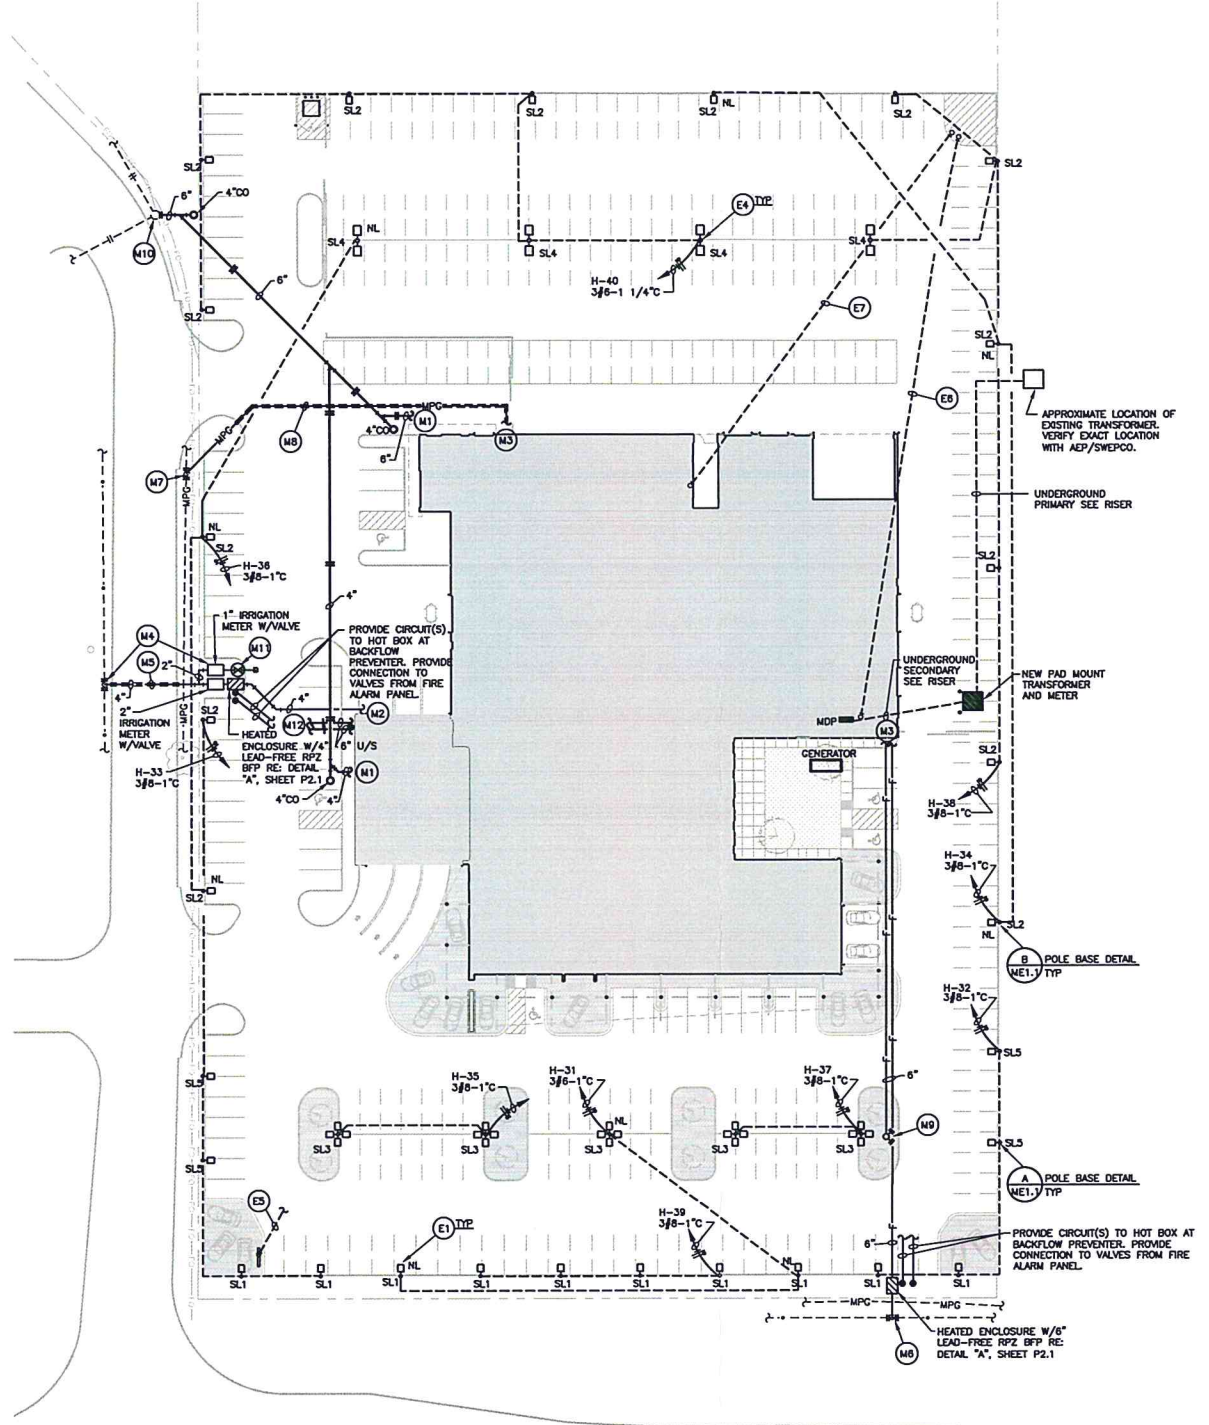 SL2
SL2
NL
SL2
SL2
SL2
SL2
6"
4"CO
M10
E4 TYP
NL
SL4
SL4
SL4
SL4
H-40
3#6-1 1/4"C
6"
E7
SL2
SL2
NL
E6
APPROXIMATE LOCATION OF
EXISTING TRANSFORMER.
VERIFY EXACT LOCATION
WITH AEP/SWEPCO.
MPG
M8
MPG
4"CO
M1
6"
M3
M7
MPG
UNDERGROUND
PRIMARY SEE RISER
NL
SL2
H-36
3#8-1"C
SL2
4"
1" IRRIGATION
METER W/VALVE
M4
M11
M5
2"
4"
PROVIDE CIRCUIT(S)
TO HOT BOX AT
BACKFLOW
PREVENTER. PROVIDE
CONNECTION TO
VALVES FROM FIRE
ALARM PANEL.
UNDERGROUND
SECONDARY
SEE RISER
NEW PAD MOUNT
TRANSFORMER
AND METER
MPG
2"
IRRIGATION
METER
W/VALVE
SL2
4"
M2
M12
MDP
M3
HEATED
ENCLOSURE W/4"
LEAD-FREE RPZ
BFP RE: DETAIL
"A", SHEET P2.1
6" U/S
M1
4"CO
4"
GENERATOR
SL2
H-33
3#8-1"C
H-38
3#8-1"C
H-34
3#8-1"C
NL
SL2
SL2
NL
B
ME1.1
POLE BASE DETAIL
TYP
H-32
3#8-1"C
SL5
SL5
H-35
3#8-1"C
H-31
3#6-1"C
H-37
3#8-1"C
6"
NL
M9
SL3
SL3
SL3
SL3
SL3
SL5
SL5
A
ME1.1
POLE BASE DETAIL
TYP
E5
E1 TYP
H-39
3#8-1"C
6"
PROVIDE CIRCUIT(S) TO HOT BOX AT
BACKFLOW PREVENTER. PROVIDE
CONNECTION TO VALVES FROM FIRE
ALARM PANEL.
NL
NL
SL1
SL1
SL1
SL1
SL1
SL1
SL1
SL1
SL1
SL1
MPG
MPG
HEATED ENCLOSURE W/6"
LEAD-FREE RPZ BFP RE:
DETAIL "A", SHEET P2.1
M6